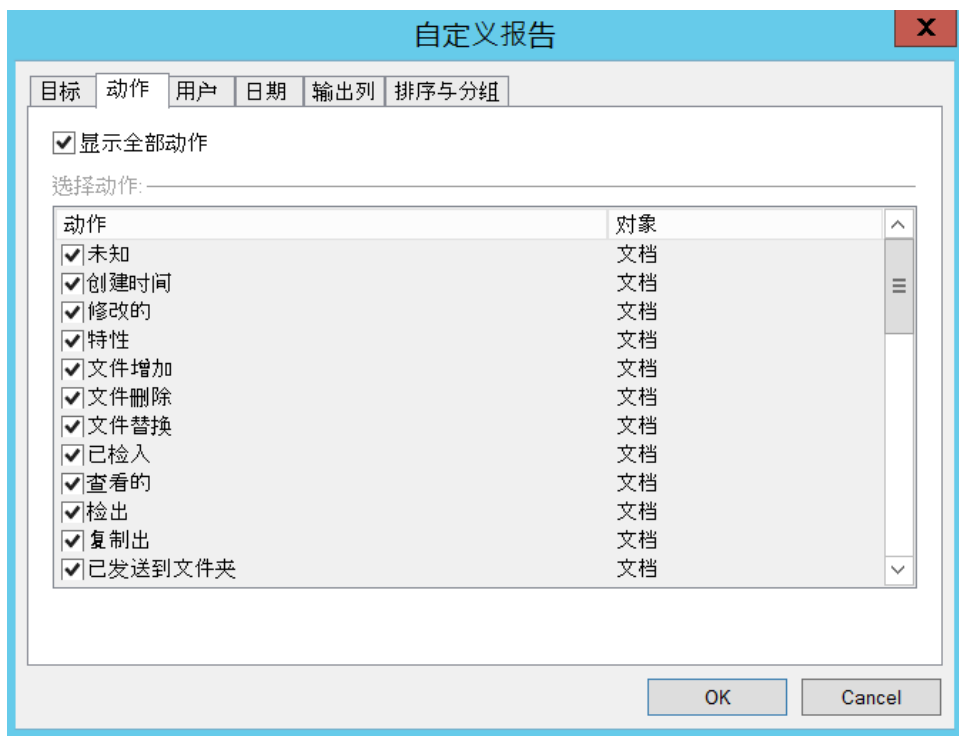 自定义报告
X
目标 动作 用户 日期 输出列 排序与分组
显示全部动作
选择动作:
动作 对象
未知 文档
创建时间 文档
修改的 文档
特性 文档
文件增加 文档
文件删除 文档
文件替换 文档
已检入 文档
查看的 文档
检出 文档
复制出 文档
已发送到文件夹 文档
OK Cancel